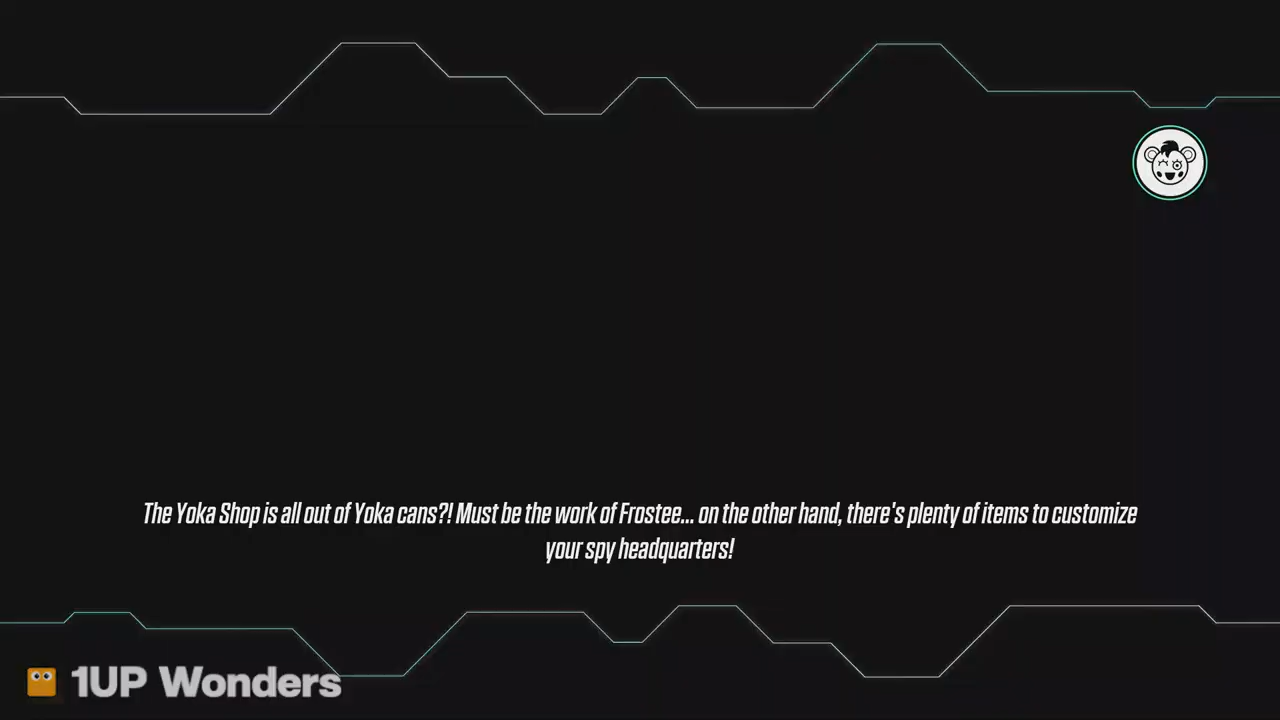 The Yoka Shop is all out of Yoka cans?! Must be the work of Frostee... on the other hand, there's plenty of items to customize
your spy headquarters!
1UP Wonders